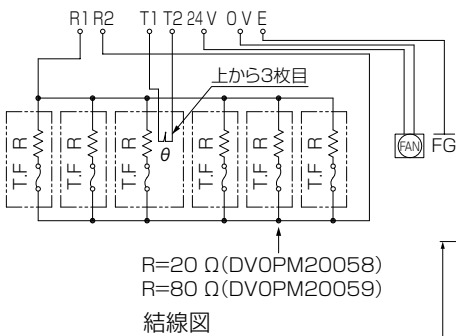 R1 R2 T1 T2 24V 0V E
上から3枚目
θ
T.F R T.F R T.F R T.F R T.F R T.F R
FAN FG
R=20 Ω(DV0PM20058)
R=80 Ω(DV0PM20059)
結線図